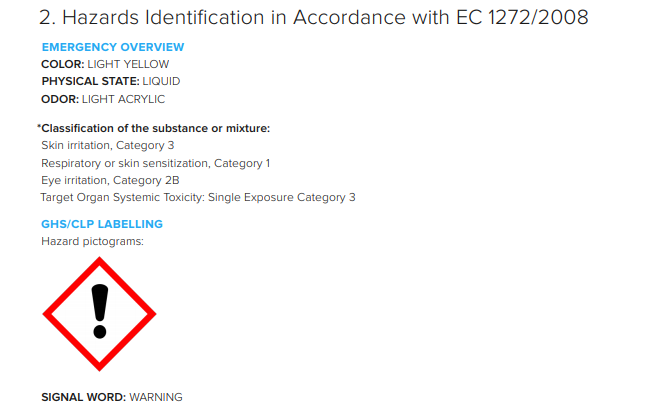 2. Hazards Identification in Accordance with EC 1272/2008
EMERGENCY OVERVIEW
COLOR: LIGHT YELLOW
PHYSICAL STATE: LIQUID
ODOR: LIGHT ACRYLIC
*Classification of the substance or mixture:
Skin irritation, Category 3
Respiratory or skin sensitization, Category 1
Eye irritation, Category 2B
Target Organ Systemic Toxicity: Single Exposure Category 3
GHS/CLP LABELLING
Hazard pictograms:
!
SIGNAL WORD: WARNING